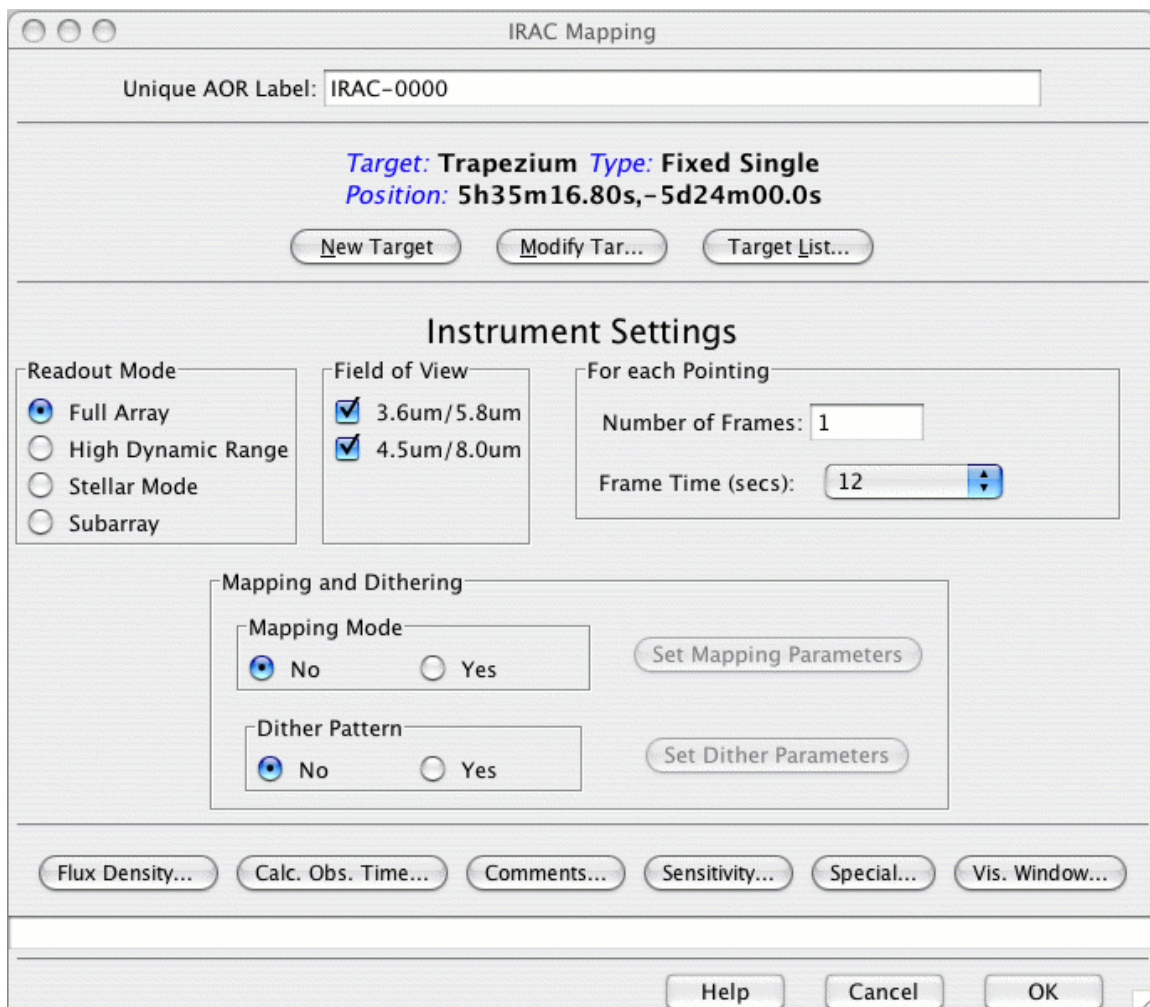 IRAC Mapping
Unique AOR Label: IRAC-0000
Target: Trapezium Type: Fixed Single
Position: 5h35m16.80s,-5d24m00.0s
New Target Modify Tar... Target List...
Instrument Settings
Readout Mode Field of View For each Pointing
Full Array 3.6um/5.8um Number of Frames: 1
High Dynamic Range 4.5um/8.0um
Stellar Mode Frame Time (secs): 12
Subarray
Mapping and Dithering
Mapping Mode
No Yes Set Mapping Parameters
Dither Pattern
No Yes Set Dither Parameters
Flux Density... Calc. Obs. Time... Comments... Sensitivity... Special... Vis. Window...
Help Cancel OK